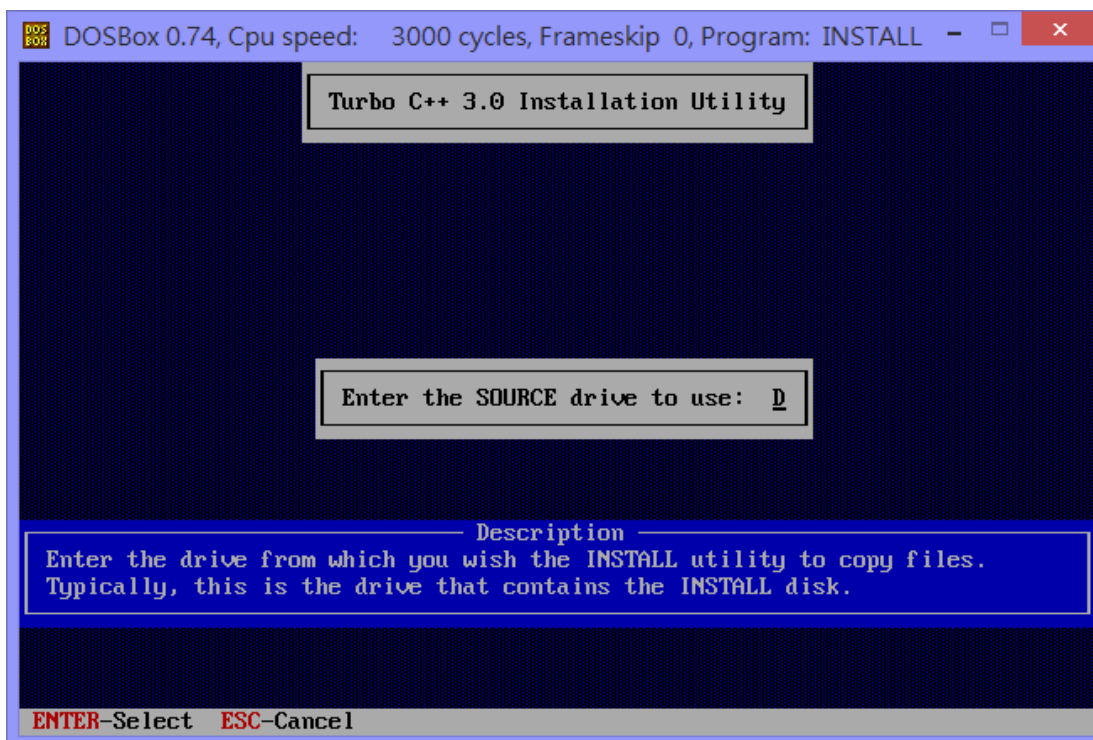 DOS BOX DOSBox 0.74, Cpu speed: 3000 cycles, Frameskip 0, Program: INSTALL
Turbo C++ 3.0 Installation Utility
Enter the SOURCE drive to use: D
Description
Enter the drive from which you wish the INSTALL utility to copy files.
Typically, this is the drive that contains the INSTALL disk.
ENTER-Select ESC-Cancel